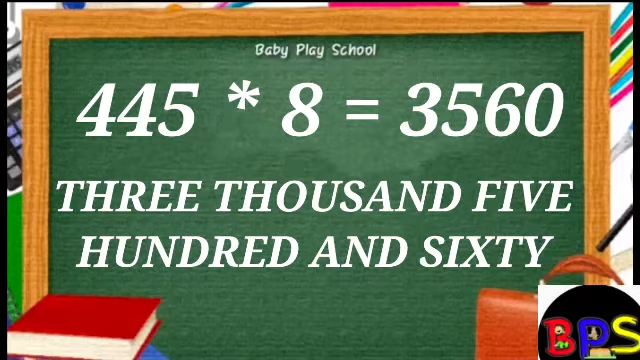 Baby Play School
445 * 8 = 3560
THREE THOUSAND FIVE
HUNDRED AND SIXTY
BPS